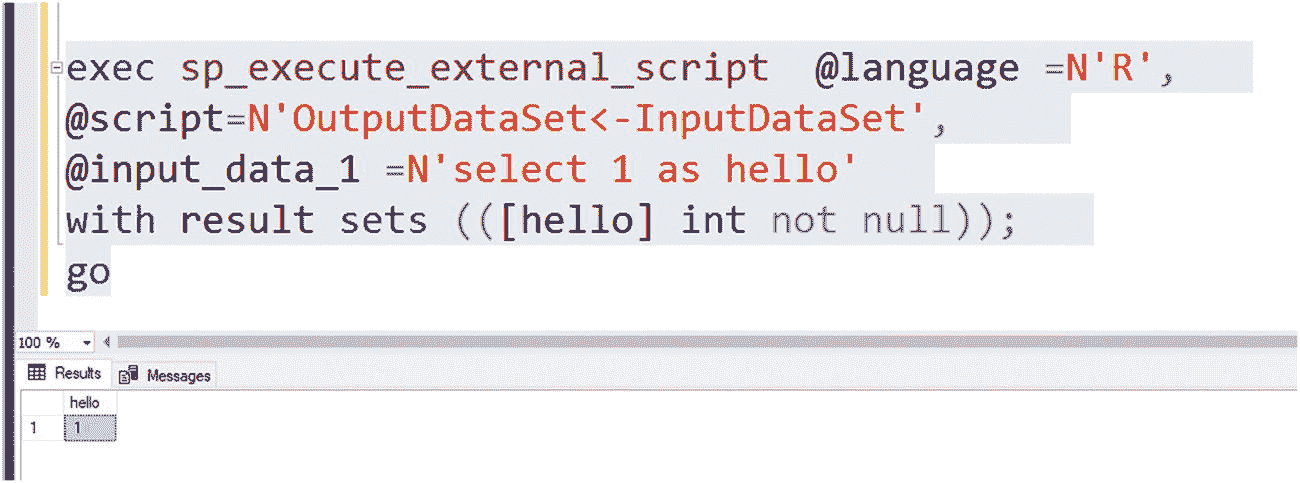 exec sp_execute_external_script  @language =N'R',
@script=N'OutputDataSet<-InputDataSet',
@input_data_1 =N'select 1 as hello'
with result sets (([hello] int not null));
go
100 %
Results Messages
hello
1 1